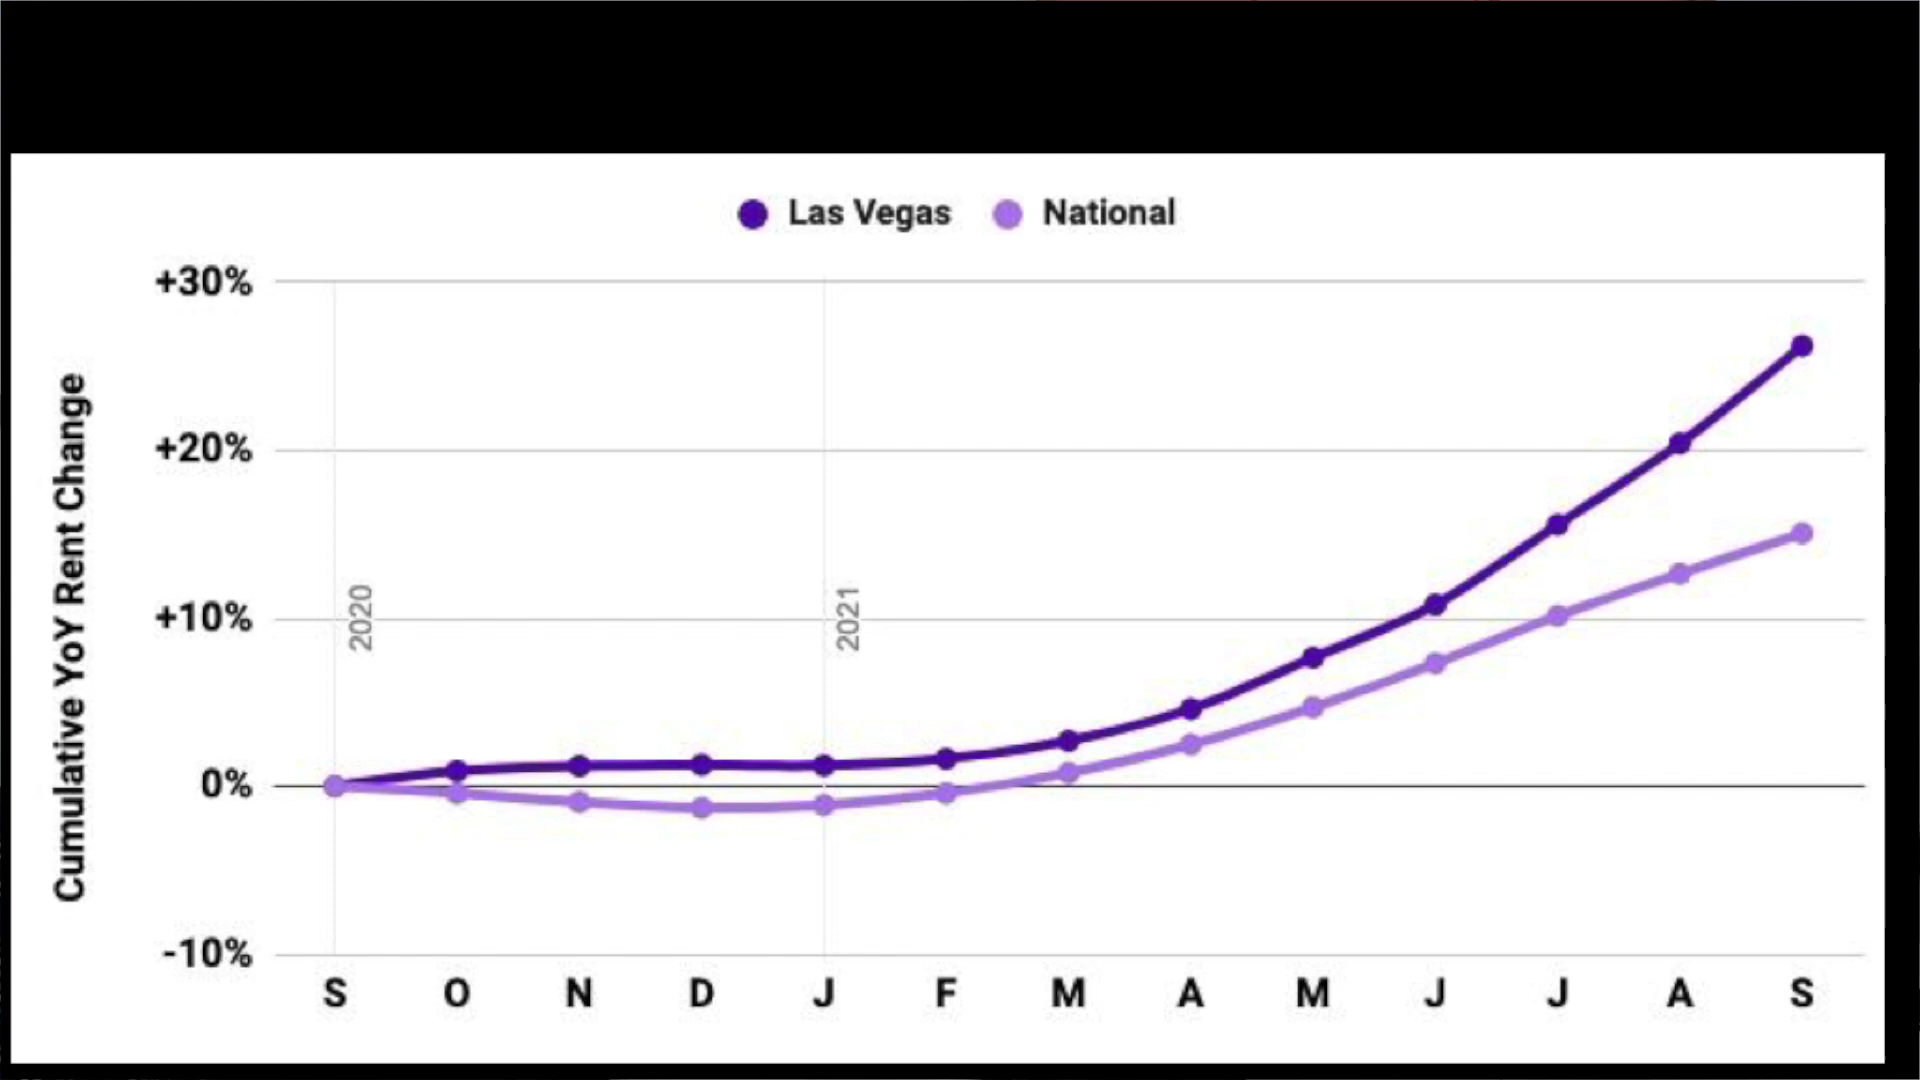 Las Vegas National
+30%
+20%
+10%
0%
-10%
Cumulative YoY Rent Change
2020
2021
S O N D J F M A M J J A S